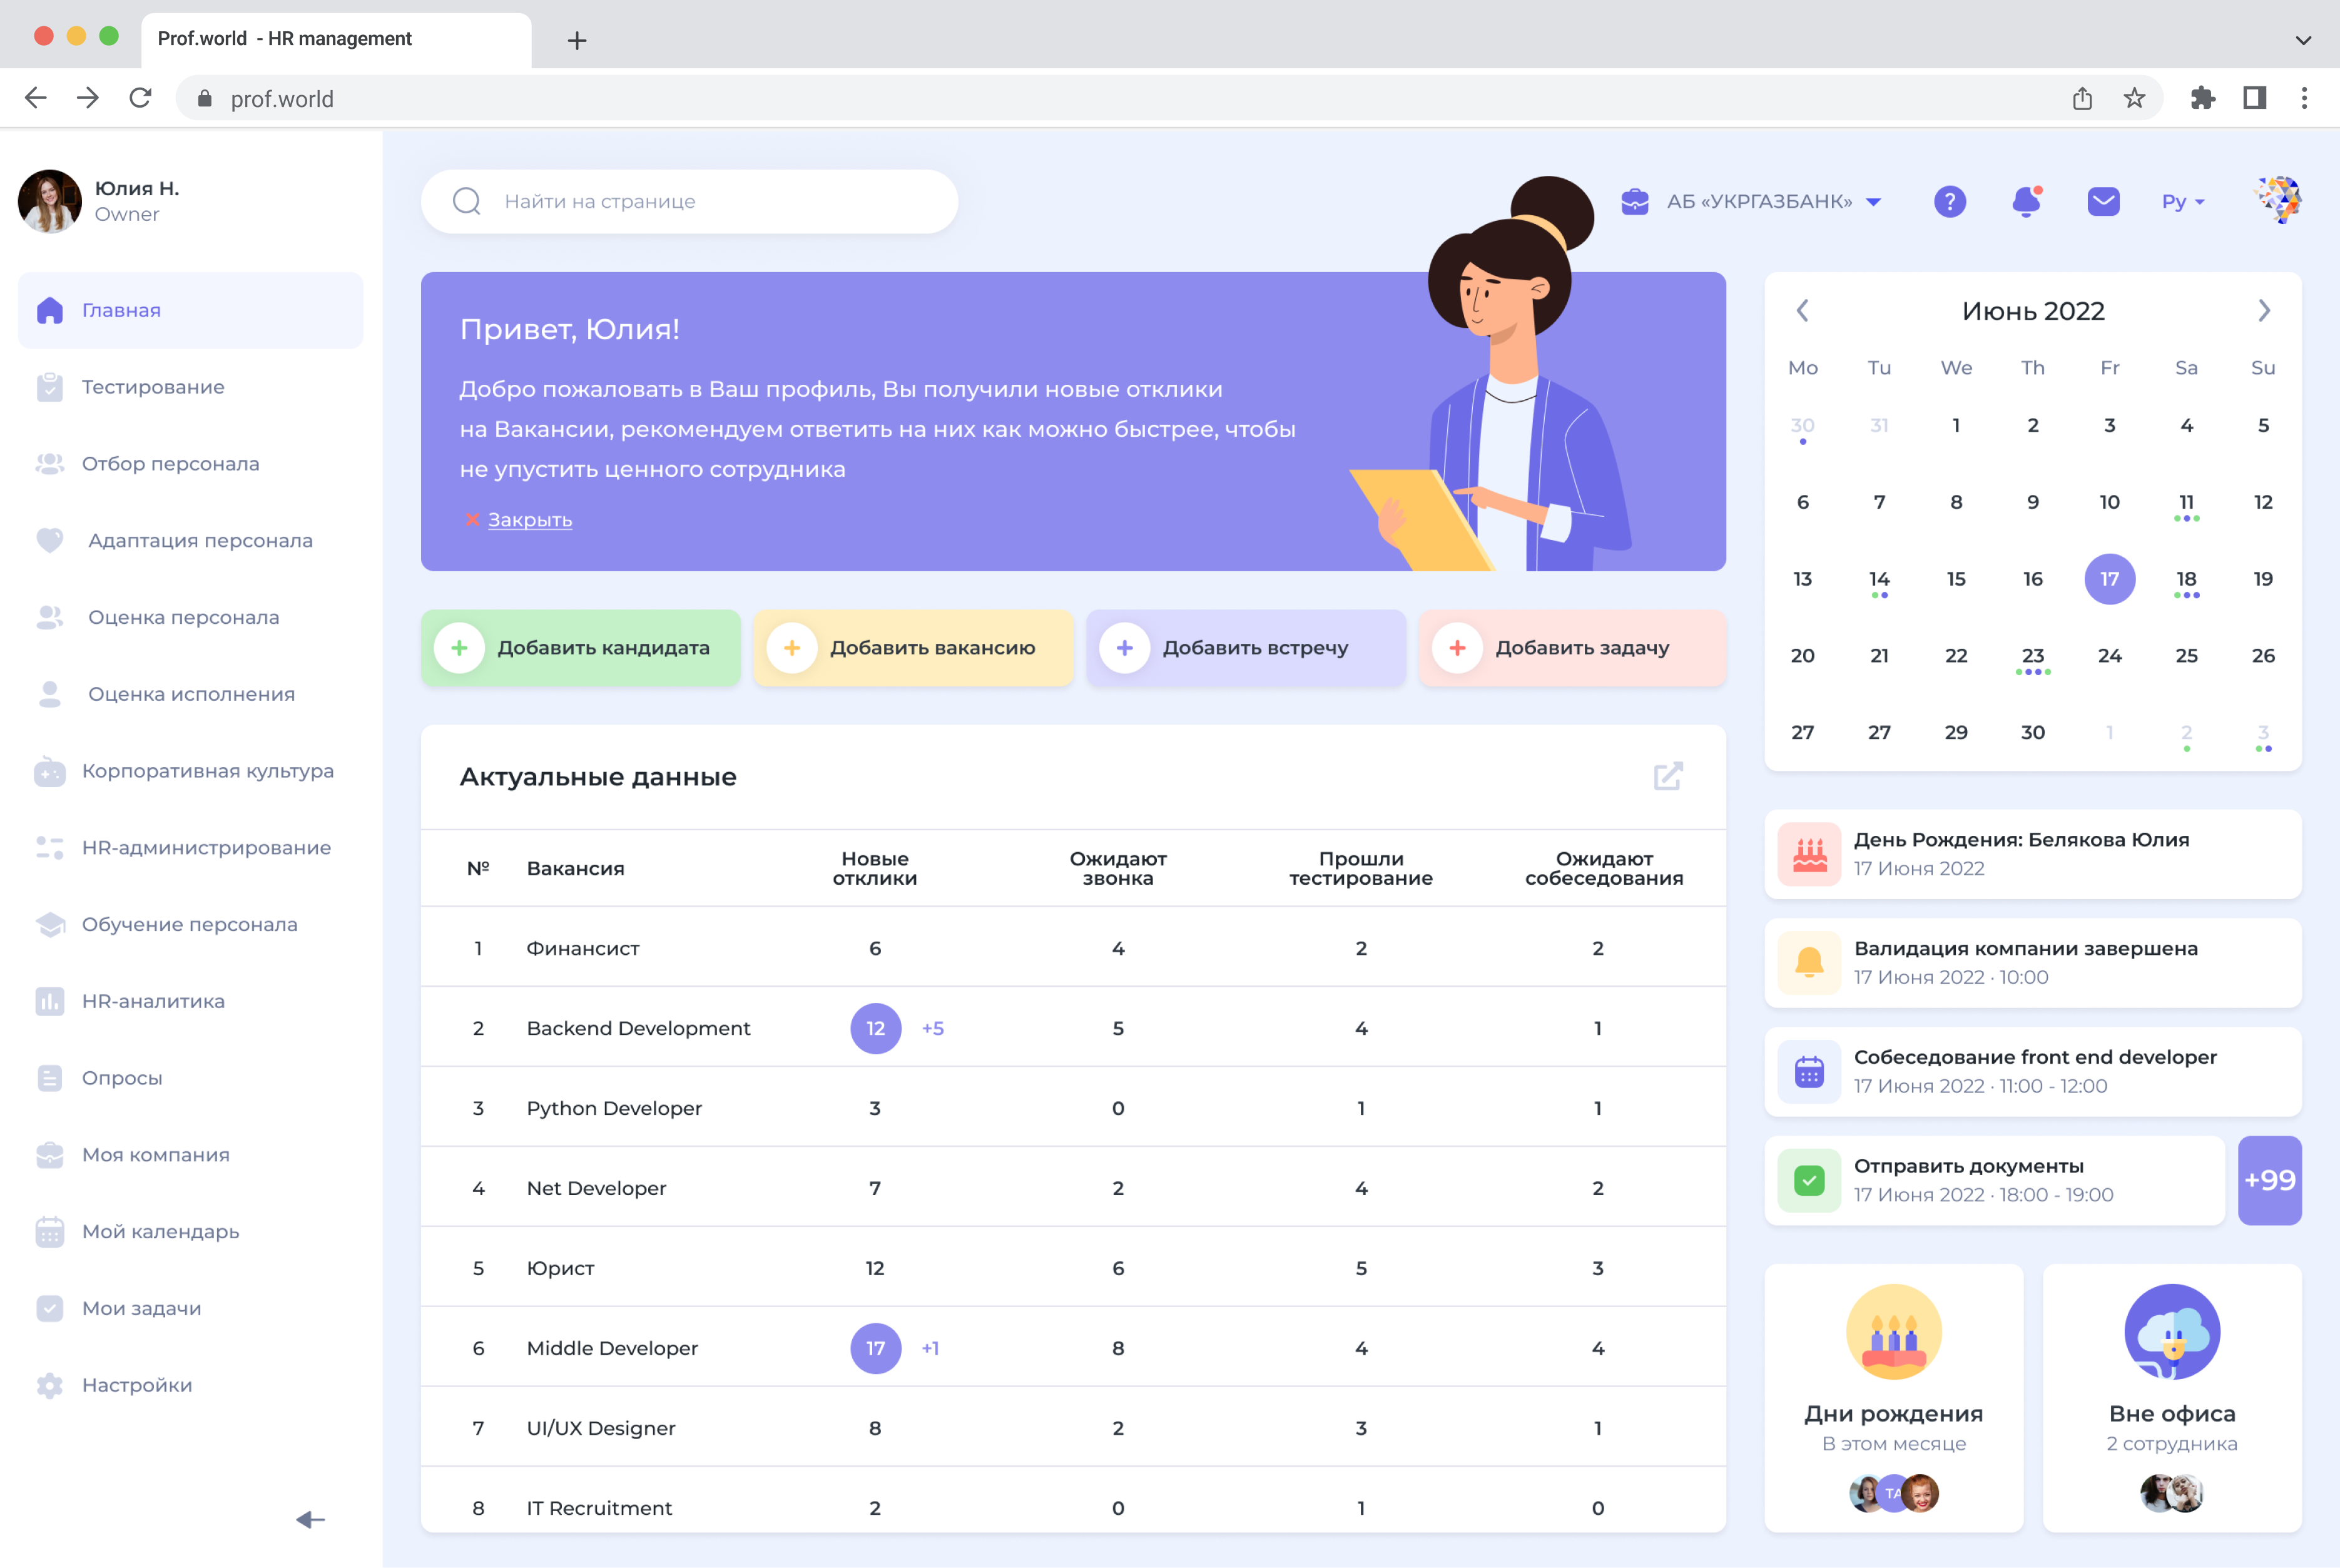 Prof.world - HR management
prof.world
Юлия Н.
Owner
Главная
Тестирование
Отбор персонала
Адаптация персонала
Оценка персонала
Оценка исполнения
Корпоративная культура
HR-администрирование
Обучение персонала
HR-аналитика
Опросы
Моя компания
Мой календарь
Мои задачи
Настройки
Найти на странице
АБ «УКРГАЗБАНК»
?
Ру
Привет, Юлия!
Добро пожаловать в Ваш профиль, Вы получили новые отклики
на Вакансии, рекомендуем ответить на них как можно быстрее, чтобы
не упустить ценного сотрудника
Закрыть
Добавить кандидата
Добавить вакансию
Добавить встречу
Добавить задачу
Актуальные данные
№ Вакансия Новые отклики Ожидают звонка Прошли тестирование Ожидают собеседования
1 Финансист 6 4 2 2
2 Backend Development 12 +5 5 4 1
3 Python Developer 3 0 1 1
4 Net Developer 7 2 4 2
5 Юрист 12 6 5 3
6 Middle Developer 17 +1 8 4 4
7 UI/UX Designer 8 2 3 1
8 IT Recruitment 2 0 1 0
Июнь 2022
Mo Tu We Th Fr Sa Su
30 31 1 2 3 4 5
6 7 8 9 10 11 12
13 14 15 16 17 18 19
20 21 22 23 24 25 26
27 27 29 30 1 2 3
День Рождения: Белякова Юлия
17 Июня 2022
Валидация компании завершена
17 Июня 2022 · 10:00
Собеседование front end developer
17 Июня 2022 · 11:00 - 12:00
Отправить документы
17 Июня 2022 · 18:00 - 19:00
+99
Дни рождения
В этом месяце
TA
Вне офиса
2 сотрудника